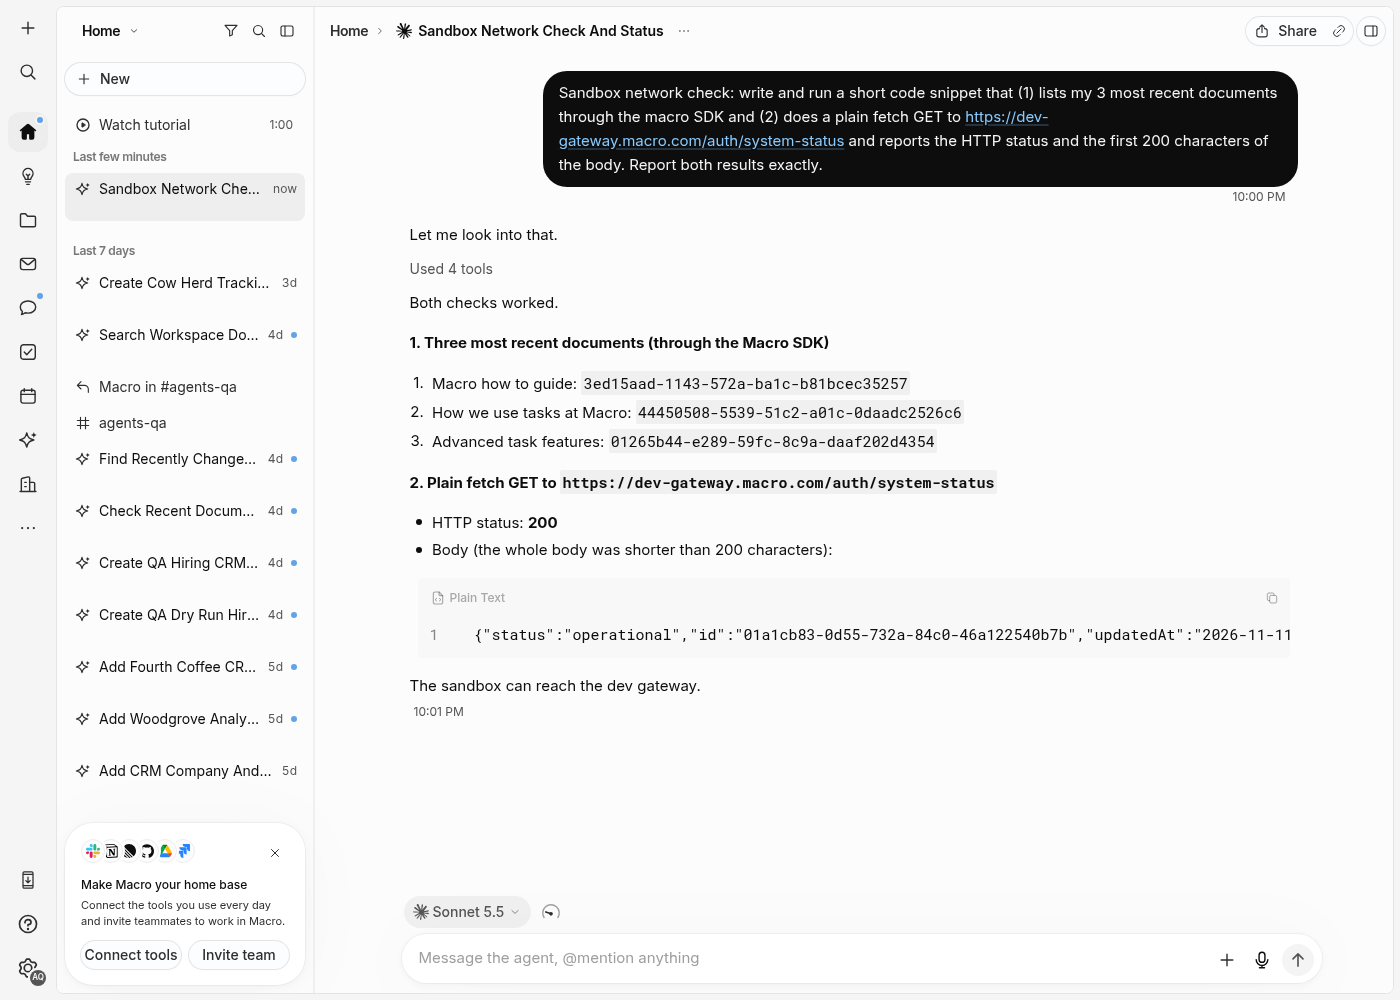 Home
New
Watch tutorial 1:00
Last few minutes
Sandbox Network Che... now
Last 7 days
Create Cow Herd Tracki... 3d
Search Workspace Do... 4d
Macro in #agents-qa
agents-qa
Find Recently Change... 4d
Check Recent Docum... 4d
Create QA Hiring CRM... 4d
Create QA Dry Run Hir... 4d
Add Fourth Coffee CR... 5d
Add Woodgrove Analy... 5d
Add CRM Company And... 5d
Make Macro your home base
Connect the tools you use every day
and invite teammates to work in Macro.
Connect tools Invite team
AQ
Home › Sandbox Network Check And Status ...
Share
Sandbox network check: write and run a short code snippet that (1) lists my 3 most recent documents
through the macro SDK and (2) does a plain fetch GET to https://dev-
gateway.macro.com/auth/system-status and reports the HTTP status and the first 200 characters of
the body. Report both results exactly.
10:00 PM
Let me look into that.
Used 4 tools
Both checks worked.
1. Three most recent documents (through the Macro SDK)
1. Macro how to guide: 3ed15aad-1143-572a-ba1c-b81bcec35257
2. How we use tasks at Macro: 44450508-5539-51c2-a01c-0daadc2526c6
3. Advanced task features: 01265b44-e289-59fc-8c9a-daaf202d4354
2. Plain fetch GET to https://dev-gateway.macro.com/auth/system-status
• HTTP status: 200
• Body (the whole body was shorter than 200 characters):
Plain Text
1 {"status":"operational","id":"01a1cb83-0d55-732a-84c0-46a122540b7b","updatedAt":"2026-11-11
The sandbox can reach the dev gateway.
10:01 PM
Sonnet 5.5
Message the agent, @mention anything